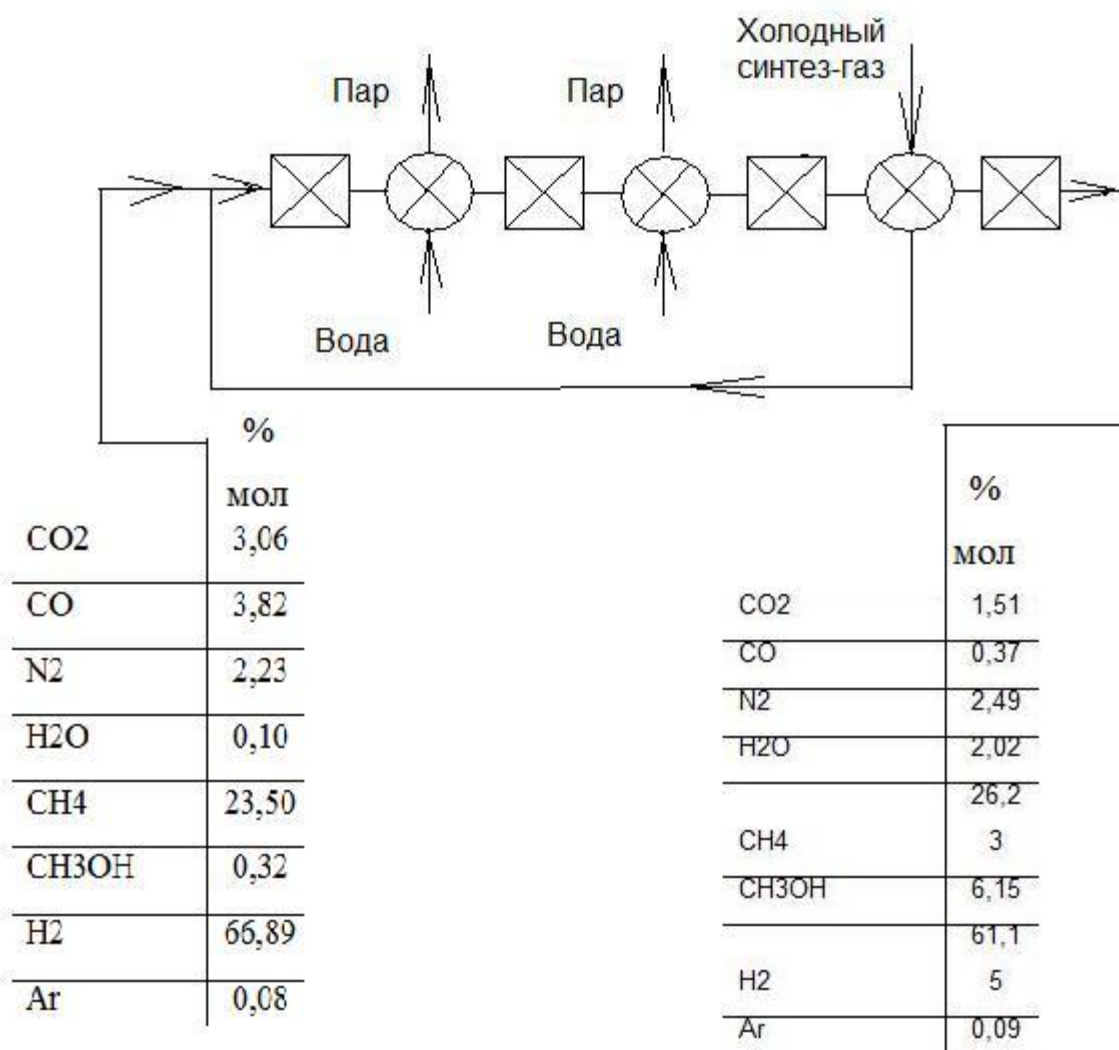 Холодный
синтез-газ
Пар
Пар
Вода
Вода
%
мол
CO2 3,06
CO 3,82
N2 2,23
H2O 0,10
CH4 23,50
CH3OH 0,32
H2 66,89
Ar 0,08
%
мол
CO2 1,51
CO 0,37
N2 2,49
H2O 2,02
26,2
CH4 3
CH3OH 6,15
61,1
H2 5
Ar 0,09